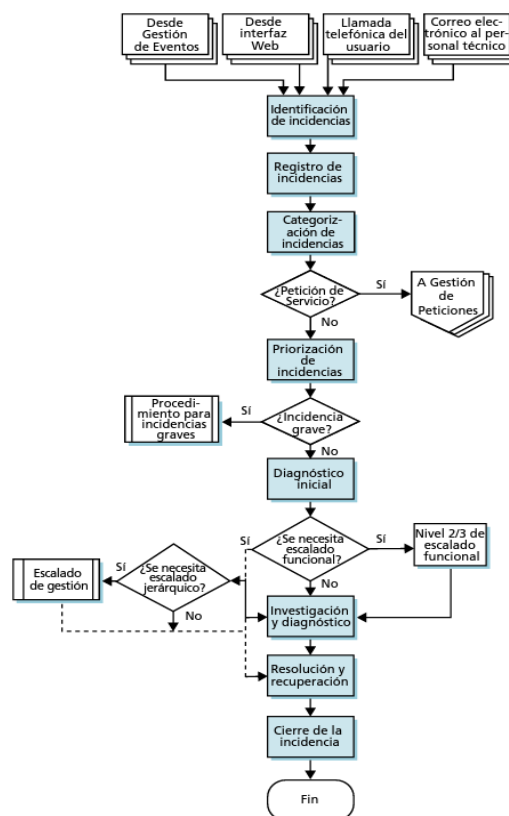 Desde
Gestión
de Eventos
Desde
interfaz
Web
Llamada
telefónica del
usuario
Correo elec-
trónico al per-
sonal técnico
Identificación
de incidencias
Registro de
incidencias
Categoriz-
ación de
incidencias
¿Petición de
Servicio?
Sí
A Gestión
de
Peticiones
No
Priorización
de
incidencias
Procedi-
miento para
incidencias
graves
Sí
¿Incidencia
grave?
No
Diagnóstico
inicial
Sí
¿Se necesita
escalado
funcional?
Sí
Nivel 2/3 de
escalado
funcional
No
Escalado
de gestión
Sí
¿Se necesita
escalado
jerárquico?
No
Investigación
y diagnóstico
Resolución y
recuperación
Cierre de la
incidencia
Fin